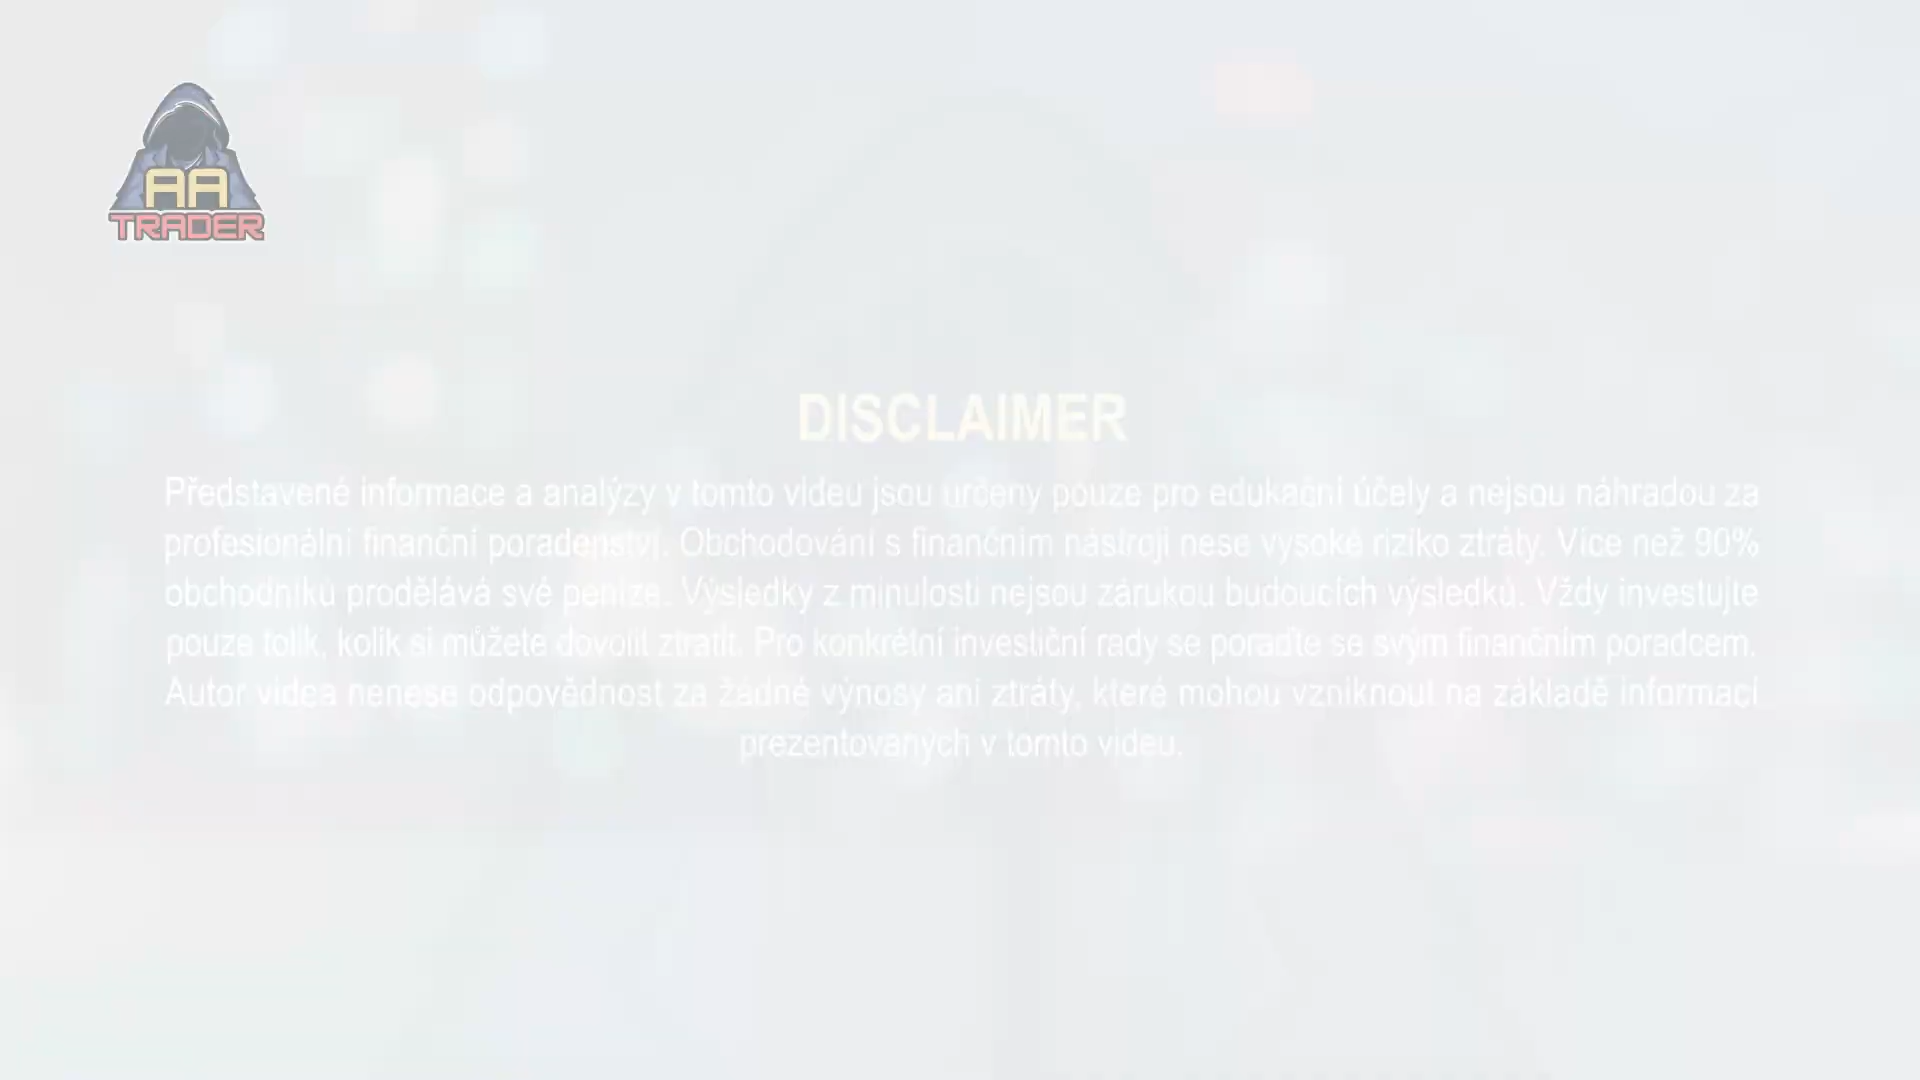 AA
TRADER
DISCLAIMER
Představené informace a analýzy v tomto videu jsou určeny pouze pro edukační účely a nejsou náhradou za
profesionální finanční poradenství. Obchodování s finančním nástroji nese vysoké riziko ztráty. Více než 90%
obchodníků prodělává své peníze. Výsledky z minulosti nejsou zárukou budoucích výsledků. Vždy investujte
pouze tolik, kolik si můžete dovolit ztratit. Pro konkrétní investiční rady se poraďte se svým finančním poradcem.
Autor videa nenese odpovědnost za žádné výnosy ani ztráty, které mohou vzniknout na základě informací
prezentovaných v tomto videu.